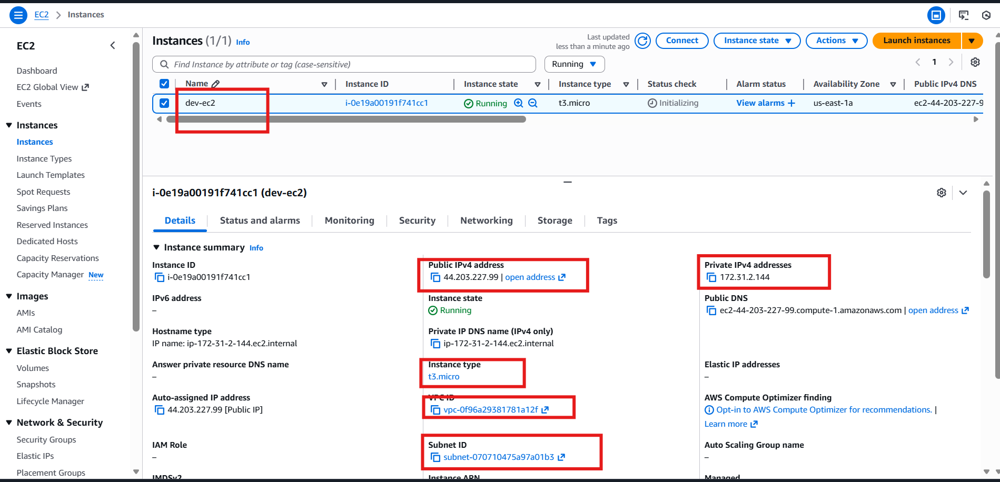 EC2 > Instances
EC2
Dashboard
EC2 Global View
Events
Instances
Instances
Instance Types
Launch Templates
Spot Requests
Savings Plans
Reserved Instances
Dedicated Hosts
Capacity Reservations
Capacity Manager New
Images
AMIs
AMI Catalog
Elastic Block Store
Volumes
Snapshots
Lifecycle Manager
Network & Security
Security Groups
Elastic IPs
Placement Groups
Instances (1/1) Info
Last updated
less than a minute ago
Connect
Instance state
Actions
Launch instances
Find Instance by attribute or tag (case-sensitive)
Running
1
Name Instance ID Instance state Instance type Status check Alarm status Availability Zone Public IPv4 DNS
dev-ec2 i-0e19a00191f741cc1 Running t3.micro Initializing View alarms + us-east-1a ec2-44-203-227-9
i-0e19a00191f741cc1 (dev-ec2)
Details Status and alarms Monitoring Security Networking Storage Tags
Instance summary Info
Instance ID
i-0e19a00191f741cc1
Public IPv4 address
44.203.227.99 | open address
Private IPv4 addresses
172.31.2.144
IPv6 address
–
Instance state
Running
Public DNS
ec2-44-203-227-99.compute-1.amazonaws.com | open address
Hostname type
IP name: ip-172-31-2-144.ec2.internal
Private IP DNS name (IPv4 only)
ip-172-31-2-144.ec2.internal
Answer private resource DNS name
–
Instance type
t3.micro
Elastic IP addresses
–
Auto-assigned IP address
44.203.227.99 [Public IP]
VPC ID
vpc-0f96a29381781a12f
AWS Compute Optimizer finding
Opt-in to AWS Compute Optimizer for recommendations. |
Learn more
IAM Role
–
Subnet ID
subnet-070710475a97a01b3
Auto Scaling Group name
–
IMDSv2
Instance ARN
Managed